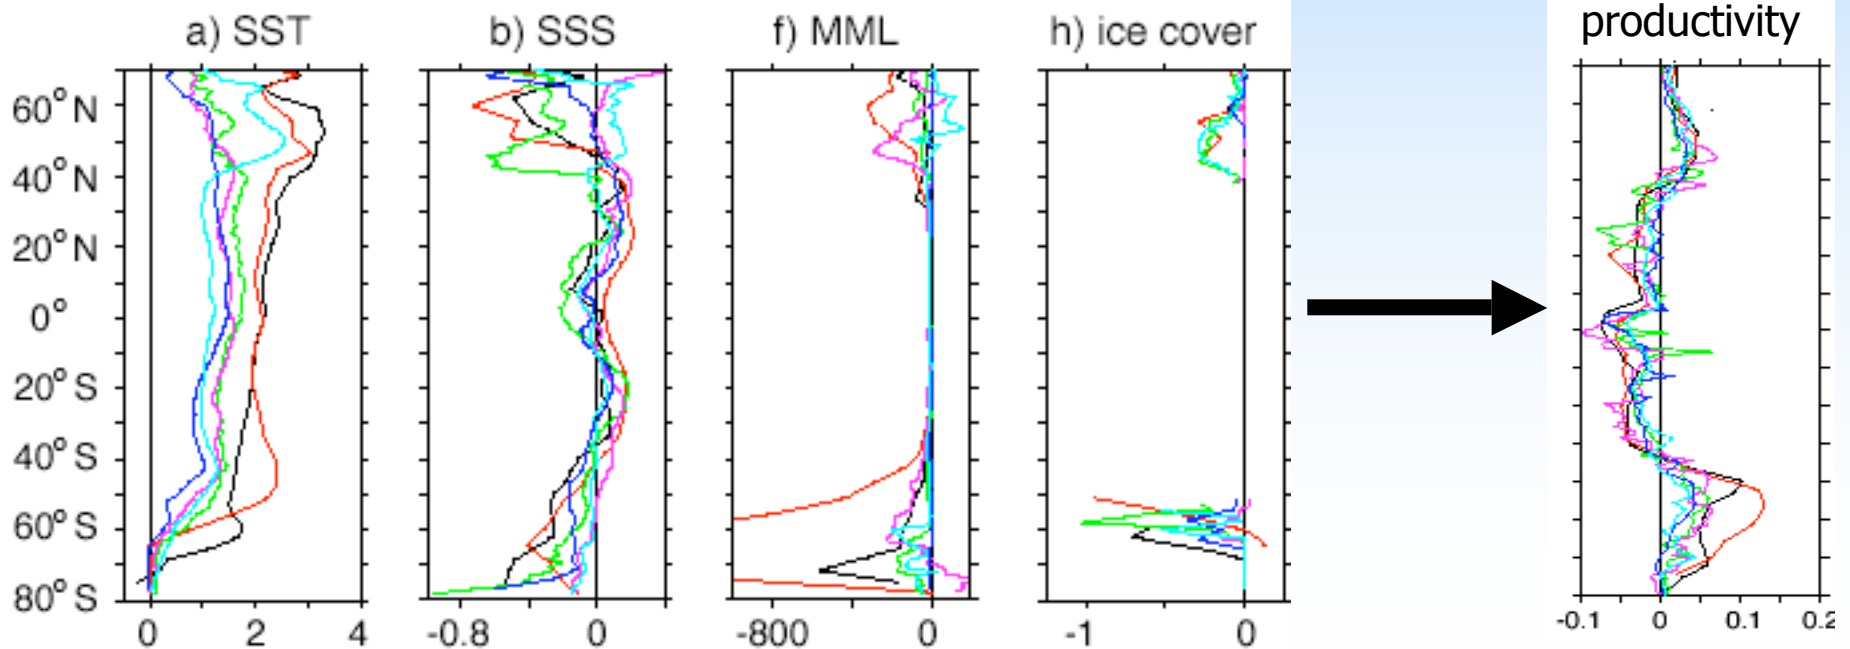 a) SST
b) SSS
f) MML
h) ice cover
productivity
60° N
40° N
20° N
0°
20° S
40° S
60° S
80° S
0 2 4
-0.8 0
-800 0
-1 0
-0.1 0 0.1 0.2